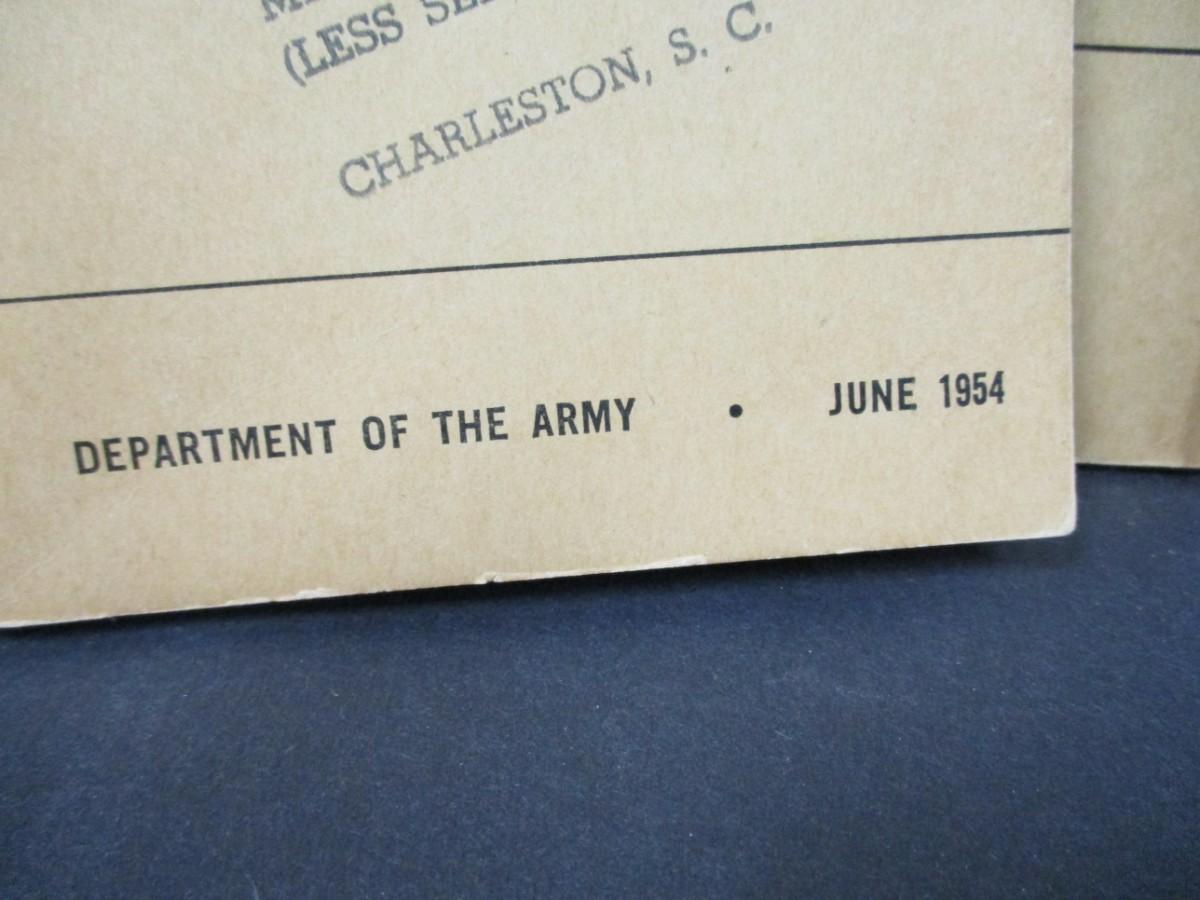 (LESS
CHARLESTON, S. C.
DEPARTMENT OF THE ARMY • JUNE 1954